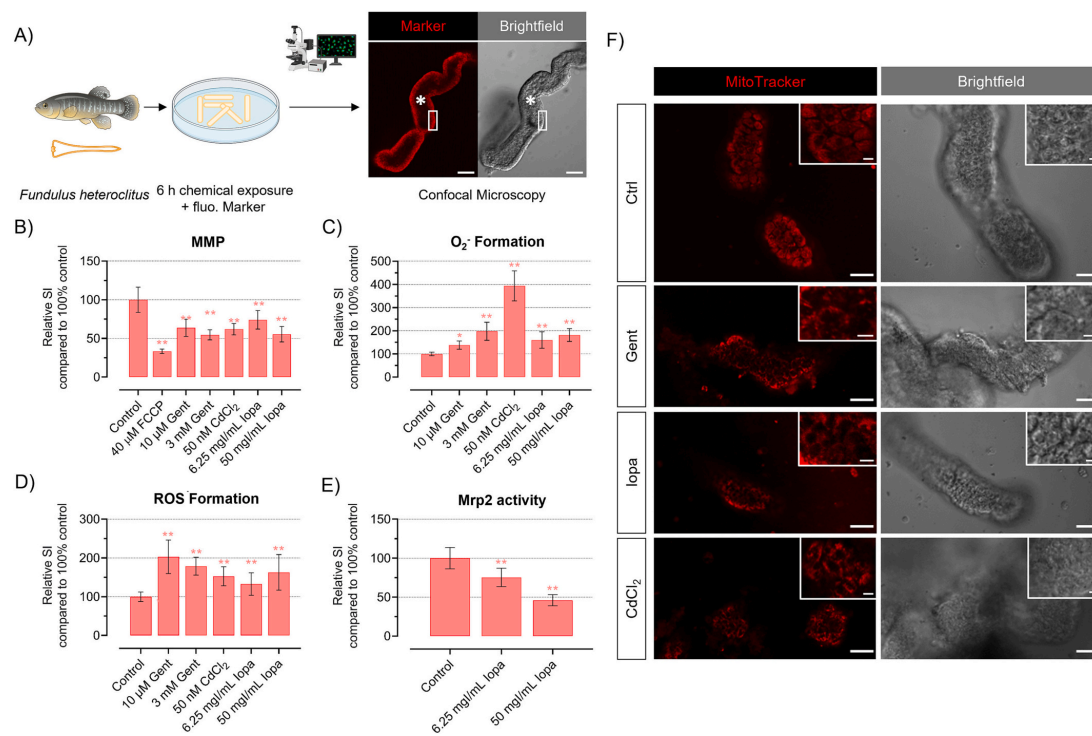 A)
Marker
Brightfield
*
*
Fundulus heteroclitus
6 h chemical exposure
+ fluo. Marker
Confocal Microscopy
B)
MMP
Relative SI
compared to 100% control
150
100
50
0
**
**
**
**
**
**
Control
40 µM FCCP
10 µM Gent
3 mM Gent
50 nM CdCl₂
6.25 mgl/mL Iopa
50 mg/mL Iopa
C)
O₂⁻ Formation
Relative SI
compared to 100% control
500
400
300
200
100
0
*
**
**
**
**
Control
10 µM Gent
3 mM Gent
50 nM CdCl₂
6.25 mgl/mL Iopa
50 mgl/mL Iopa
D)
ROS Formation
Relative SI
compared to 100% control
300
200
100
0
**
**
**
**
**
Control
10 µM Gent
3 mM Gent
50 nM CdCl₂
6.25 mgl/mL Iopa
50 mgl/mL Iopa
E)
Mrp2 activity
Relative SI
compared to 100% control
150
100
50
0
**
**
Control
6.25 mgl/mL Iopa
50 mgl/mL Iopa
F)
MitoTracker
Brightfield
Ctrl
Gent
Iopa
CdCl₂